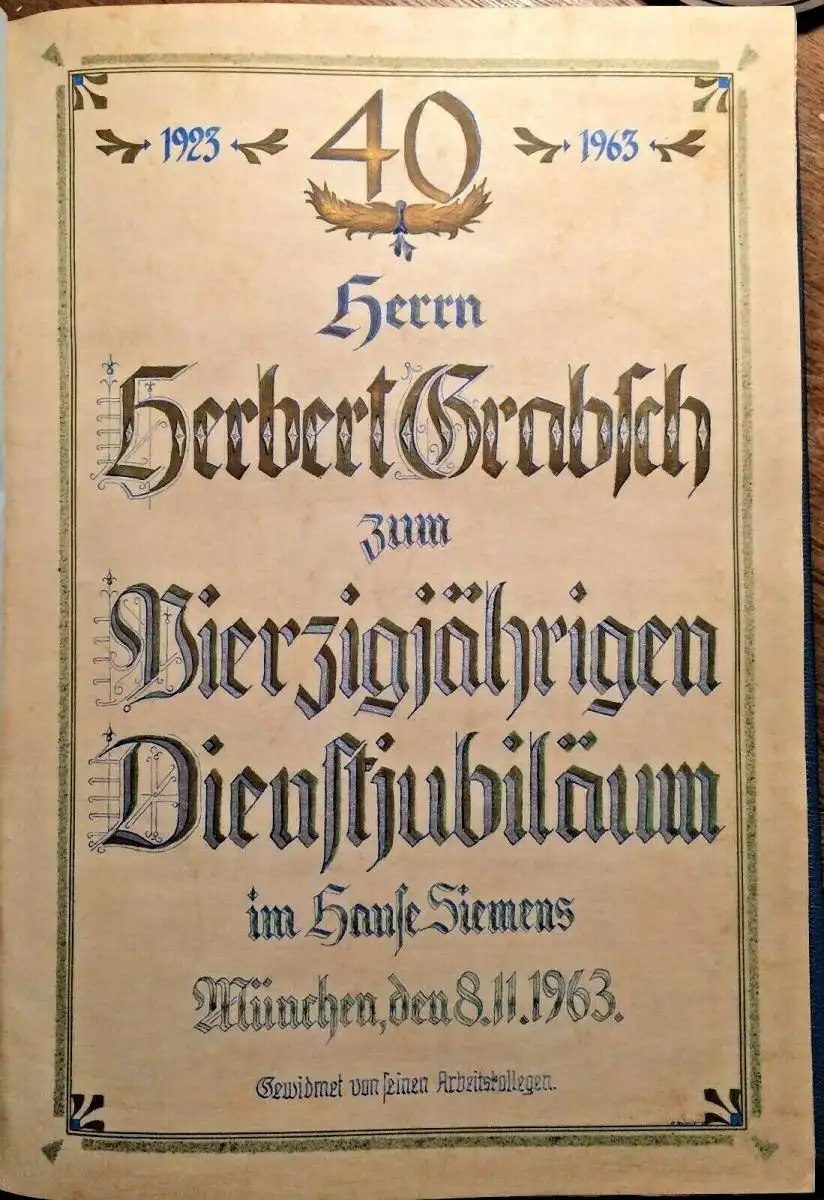 1923 40 1963
Herrn
Herbert Grabſch
zum
Vierzigjährigen
Dienſtjubiläum
im Hauſe Siemens
München, den 8.11.1963.
Gewidmet von ſeinen Arbeitskollegen.